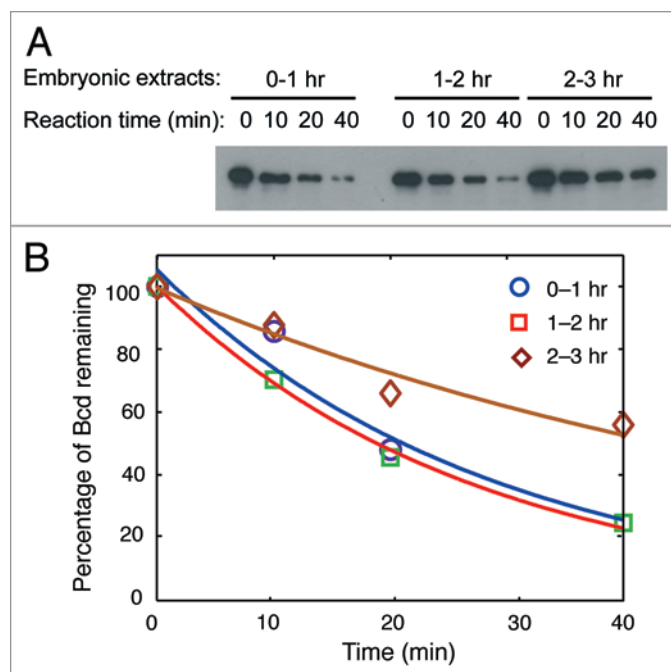 A
Embryonic extracts: 0-1 hr 1-2 hr 2-3 hr
Reaction time (min): 0 10 20 40 0 10 20 40 0 10 20 40
B
Percentage of Bcd remaining
100
80
60
40
20
0
0–1 hr
1–2 hr
2–3 hr
0 10 20 30 40
Time (min)